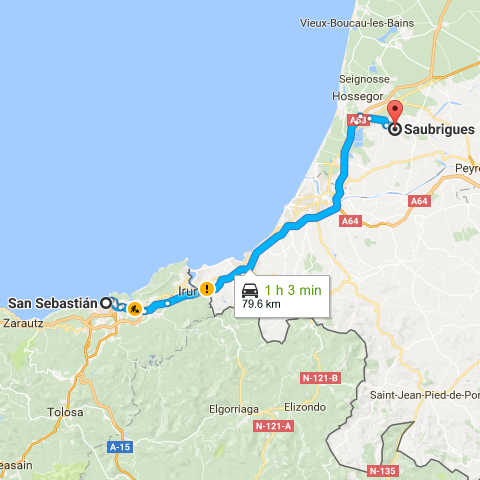 Vieux-Boucau-les-Bains
Seignosse
Hossegor
A63
Saubrigues
Peyre
A64
A64
Irun
1 h 3 min
79.6 km
San Sebastián
Zarautz
N-121-B
Saint-Jean-Pied-de-Por
Elgorriaga
Elizondo
Tolosa
N-121-A
A-15
easain
N-135